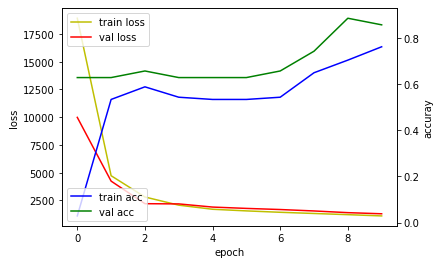 train loss
val loss
train acc
val acc
17500
15000
12500
10000
7500
5000
2500
loss
0.8
0.6
0.4
0.2
0.0
accuray
0 2 4 6 8
epoch